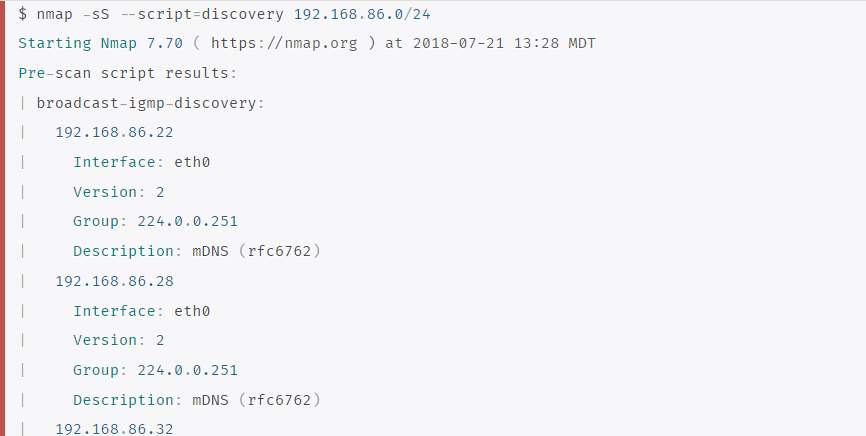 $ nmap -sS --script=discovery 192.168.86.0/24
Starting Nmap 7.70 ( https://nmap.org ) at 2018-07-21 13:28 MDT
Pre-scan script results:
| broadcast-igmp-discovery:
|   192.168.86.22
|     Interface: eth0
|     Version: 2
|     Group: 224.0.0.251
|     Description: mDNS (rfc6762)
|   192.168.86.28
|     Interface: eth0
|     Version: 2
|     Group: 224.0.0.251
|     Description: mDNS (rfc6762)
|   192.168.86.32